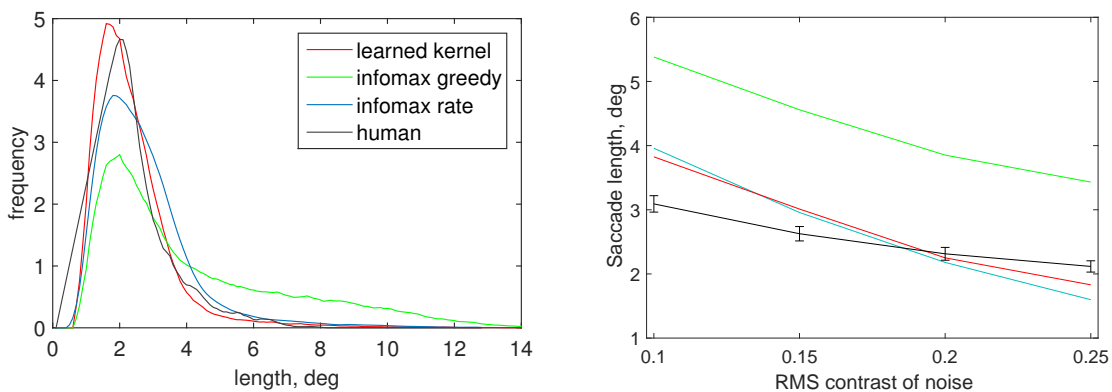 5
4
3
2
1
0
frequency
0 2 4 6 8 10 12 14
length, deg
learned kernel
infomax greedy
infomax rate
human
6
5
4
3
2
1
Saccade length, deg
0.1 0.15 0.2 0.25
RMS contrast of noise